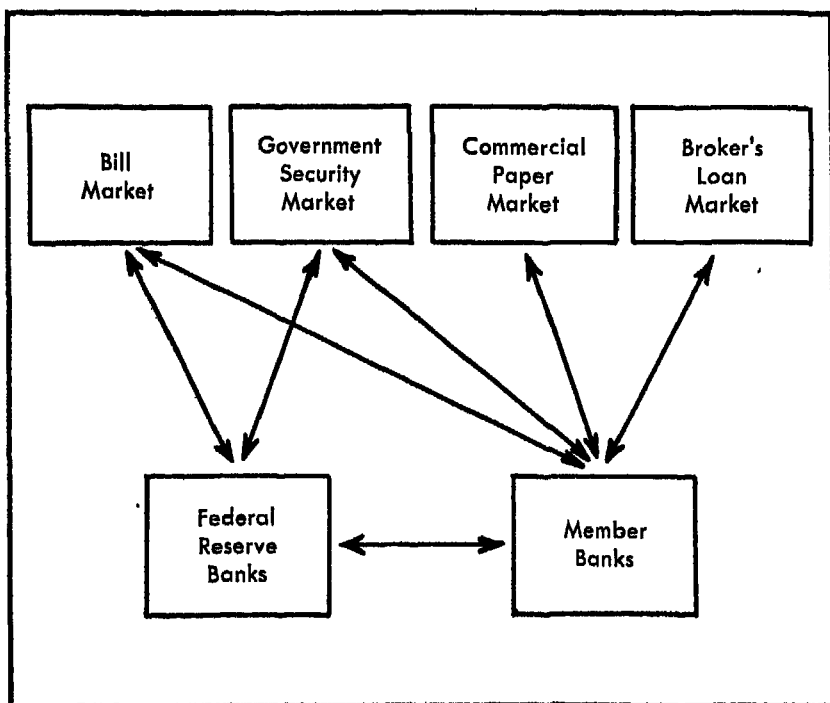 Bill
Market
Government
Security
Market
Commercial
Paper
Market
Broker's
Loan
Market
Federal
Reserve
Banks
Member
Banks